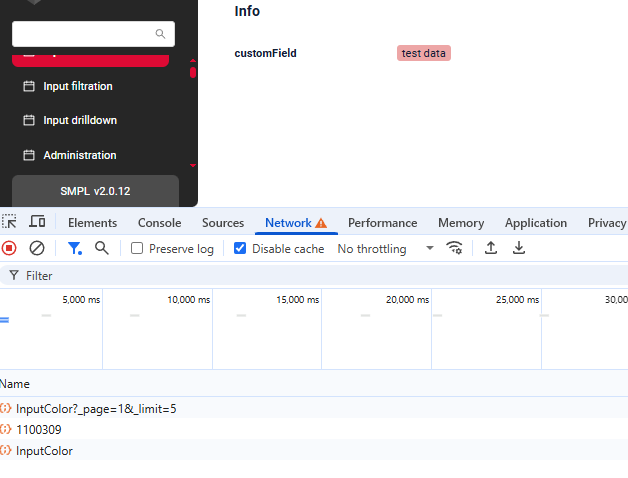 Info
customField test data
Input filtration
Input drilldown
Administration
SMPL v2.0.12
Elements Console Sources Network Performance Memory Application Privacy
Preserve log Disable cache No throttling
Filter
5,000 ms 10,000 ms 15,000 ms 20,000 ms 25,000 ms 30,00
Name
InputColor?_page=1&_limit=5
1100309
InputColor